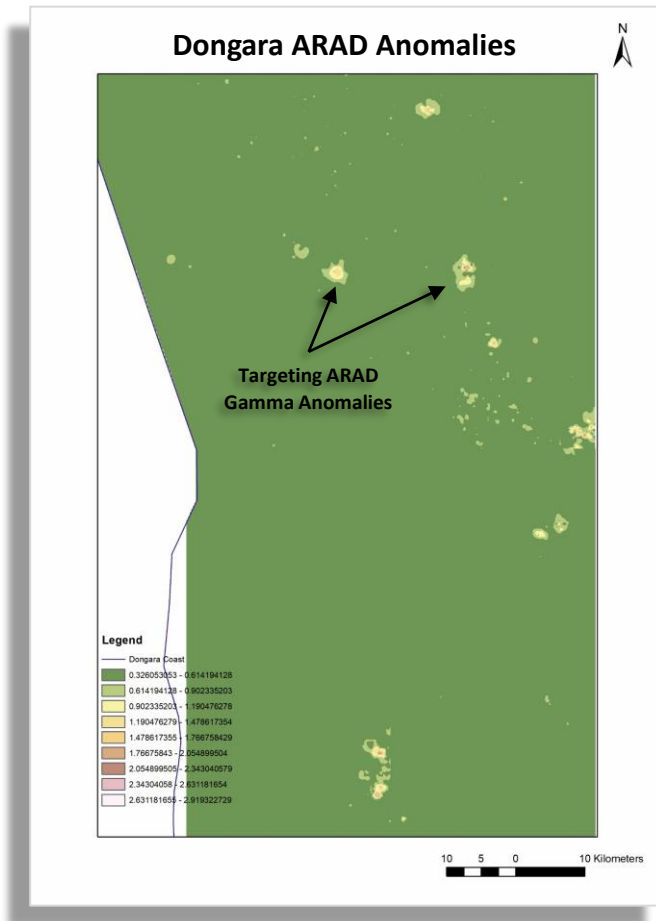 Dongara ARAD Anomalies
N
Targeting ARAD
Gamma Anomalies
Legend
Dongara Coast
0.326053053 - 0.614194128
0.614194128 - 0.902335203
0.902335203 - 1.190476278
1.190476279 - 1.478617354
1.478617355 - 1.766758429
1.76675843 - 2.054899504
2.054899505 - 2.343040579
2.34304058 - 2.631181654
2.631181655 - 2.919322729
10 5 0 10 Kilometers